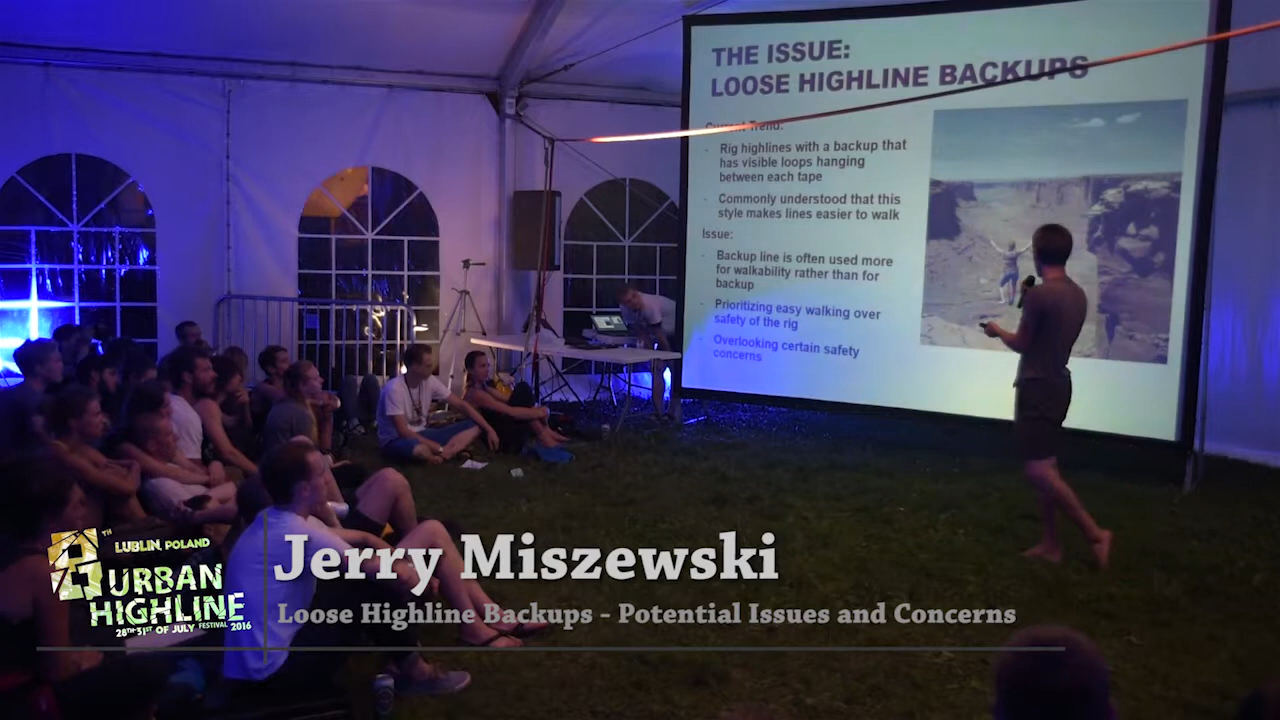 THE ISSUE:
LOOSE HIGHLINE BACKUPS
Current Trend:
- Rig highlines with a backup that
has visible loops hanging
between each tape
- Commonly understood that this
style makes lines easier to walk
Issue:
- Backup line is often used more
for walkability rather than for
backup
- Prioritizing easy walking over
safety of the rig
- Overlooking certain safety
concerns
8TH
LUBLIN, POLAND
URBAN
HIGHLINE
28TH-31ST OF JULY FESTIVAL 2016
Jerry Miszewski
Loose Highline Backups - Potential Issues and Concerns